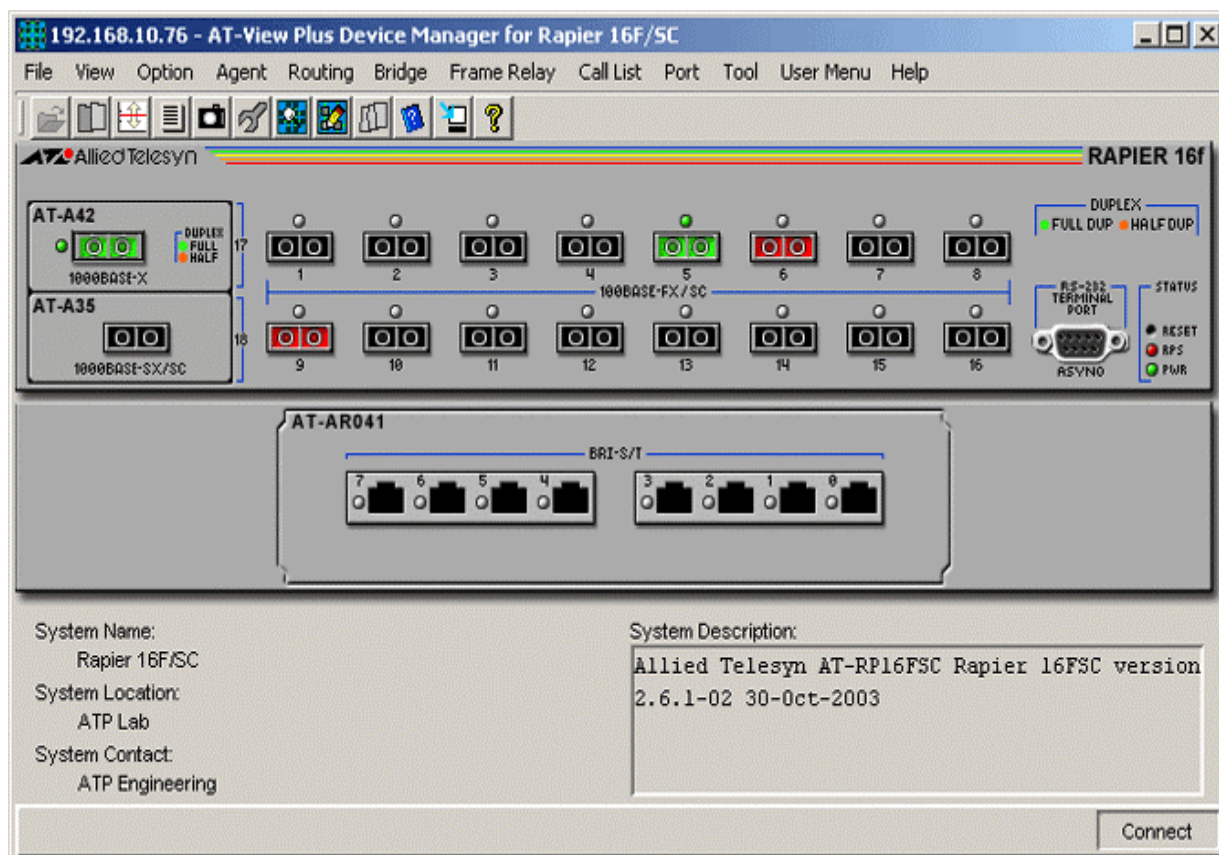 192.168.10.76 - AT-View Plus Device Manager for Rapier 16F/SC
File View Option Agent Routing Bridge Frame Relay Call List Port Tool User Menu Help
Allied Telesyn
RAPIER 16f
AT-A42
DUPLEX
FULL
HALF
1000BASE-X
17
AT-A35
1000BASE-SX/SC
18
1 2 3 4 5 6 7 8
100BASE-FX/SC
9 10 11 12 13 14 15 16
DUPLEX
FULL DUP HALF DUP
RS-232
TERMINAL
PORT
ASYN0
STATUS
RESET
RPS
PWR
AT-AR041
BRI-S/T
7 6 5 4 3 2 1 0
System Name:
Rapier 16F/SC
System Location:
ATP Lab
System Contact:
ATP Engineering
System Description:
Allied Telesyn AT-RP16FSC Rapier 16FSC version
2.6.1-02 30-Oct-2003
Connect